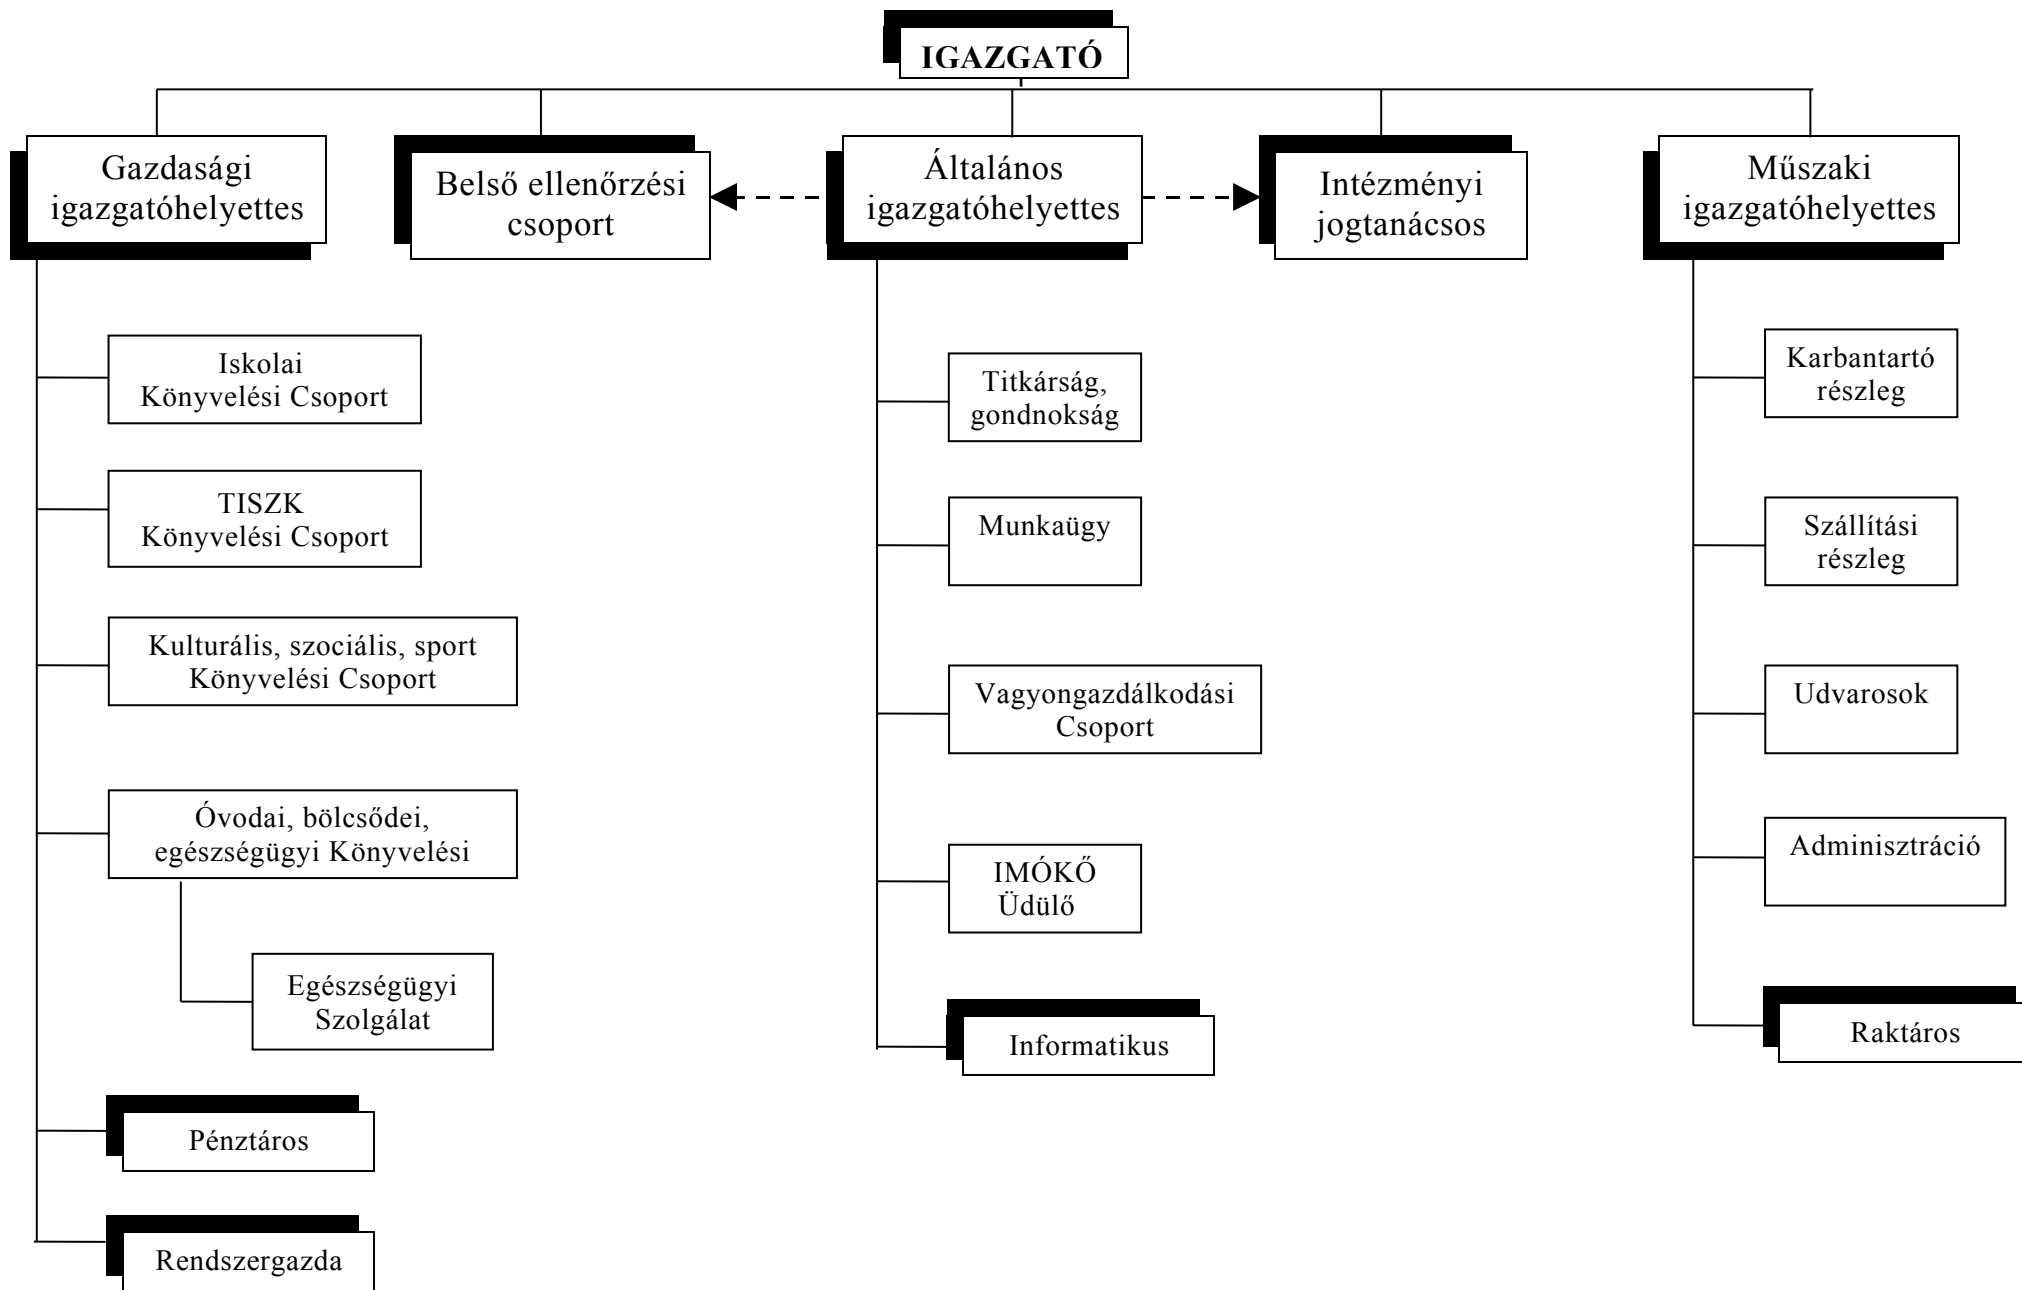 IGAZGATÓ
Gazdasági
igazgatóhelyettes
Belső ellenőrzési
csoport
Általános
igazgatóhelyettes
Intézményi
jogtanácsos
Műszaki
igazgatóhelyettes
Iskolai
Könyvelési Csoport
TISZK
Könyvelési Csoport
Kulturális, szociális, sport
Könyvelési Csoport
Óvodai, bölcsődei,
egészségügyi Könyvelési
Egészségügyi
Szolgálat
Pénztáros
Rendszergazda
Titkárság,
gondnokság
Munkaügy
Vagyongazdálkodási
Csoport
IMÓKŐ
Üdülő
Informatikus
Karbantartó
részleg
Szállítási
részleg
Udvarosok
Adminisztráció
Raktáros